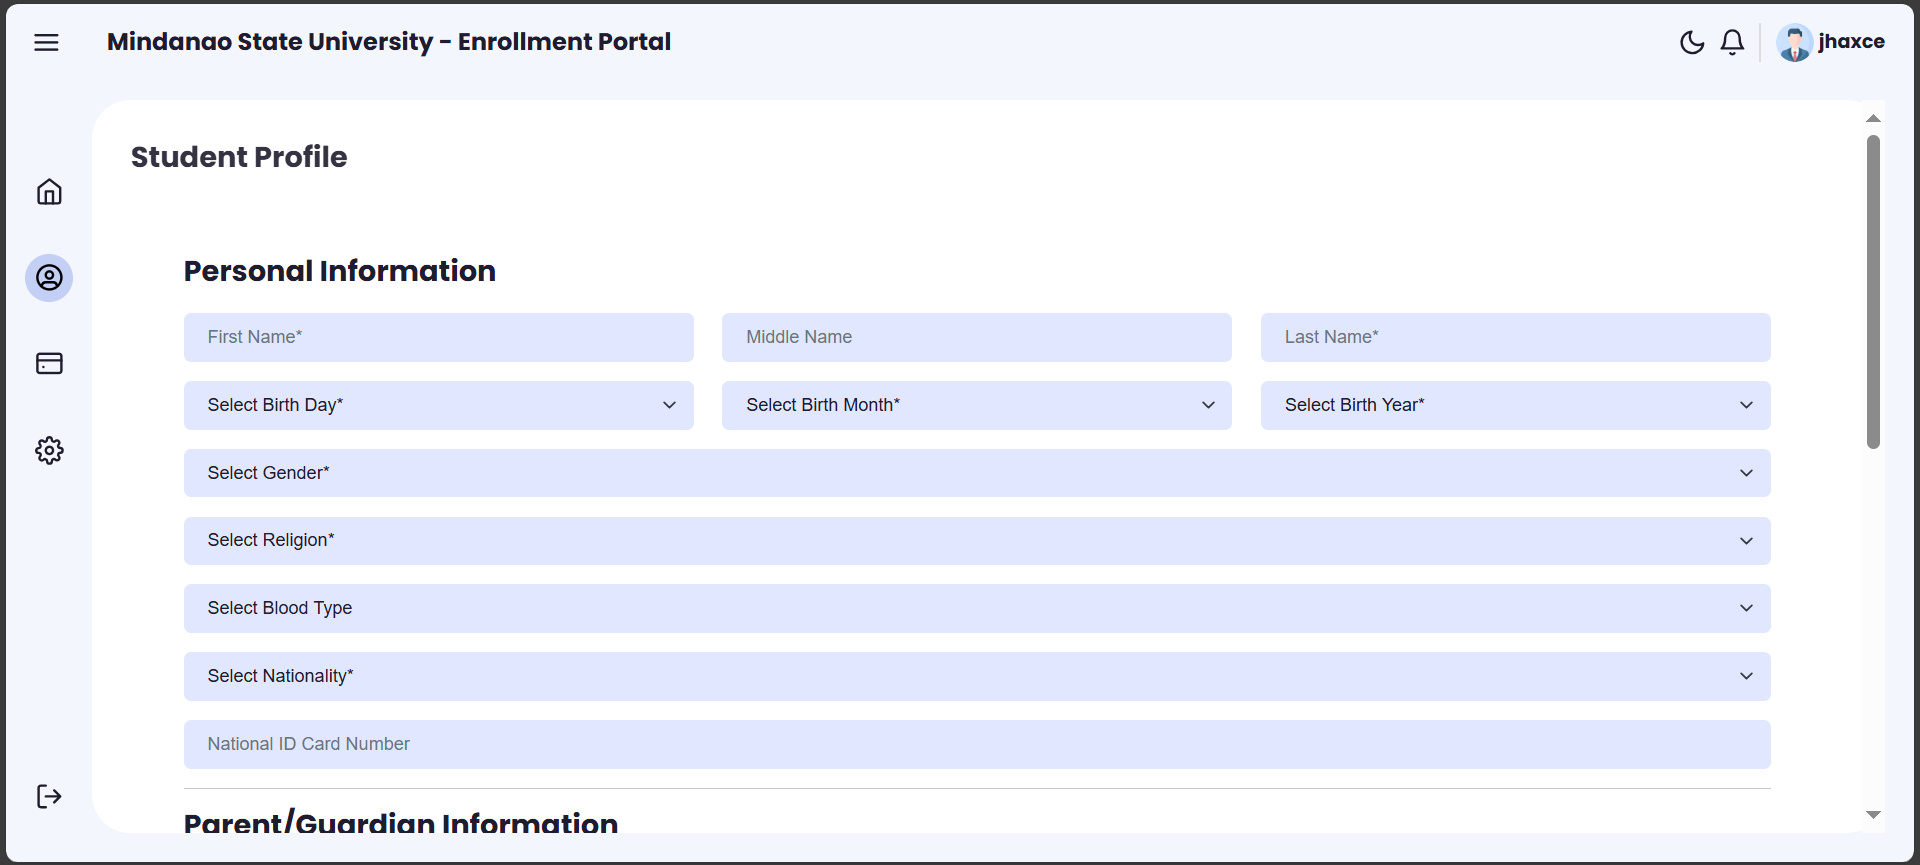 Mindanao State University - Enrollment Portal
jhaxce
Student Profile
Personal Information
First Name*
Middle Name
Last Name*
Select Birth Day*
Select Birth Month*
Select Birth Year*
Select Gender*
Select Religion*
Select Blood Type
Select Nationality*
National ID Card Number
Parent/Guardian Information